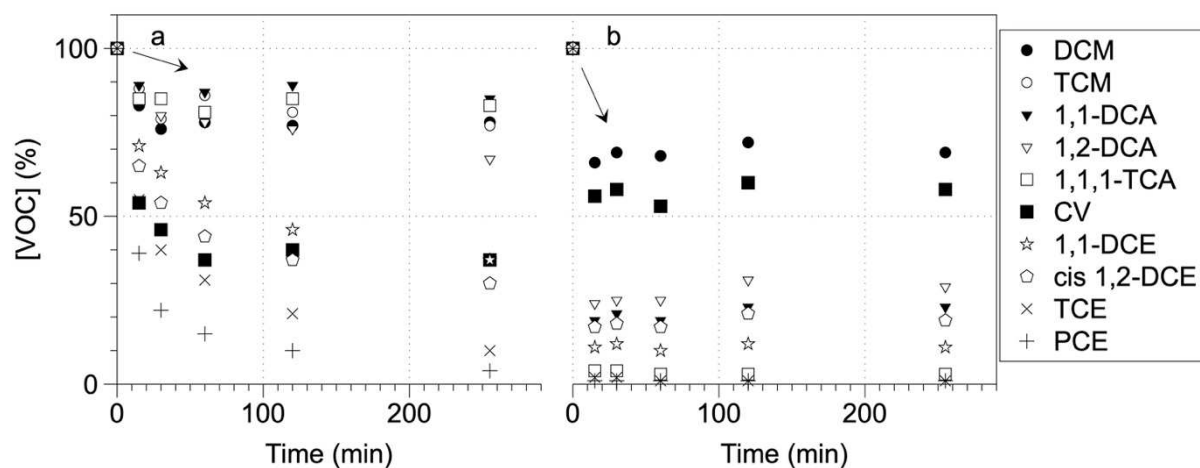 a
b
100
50
0
[VOC] (%)
0
100
200
0
100
200
Time (min)
Time (min)
DCM
TCM
1,1-DCA
1,2-DCA
1,1,1-TCA
CV
1,1-DCE
cis 1,2-DCE
TCE
PCE